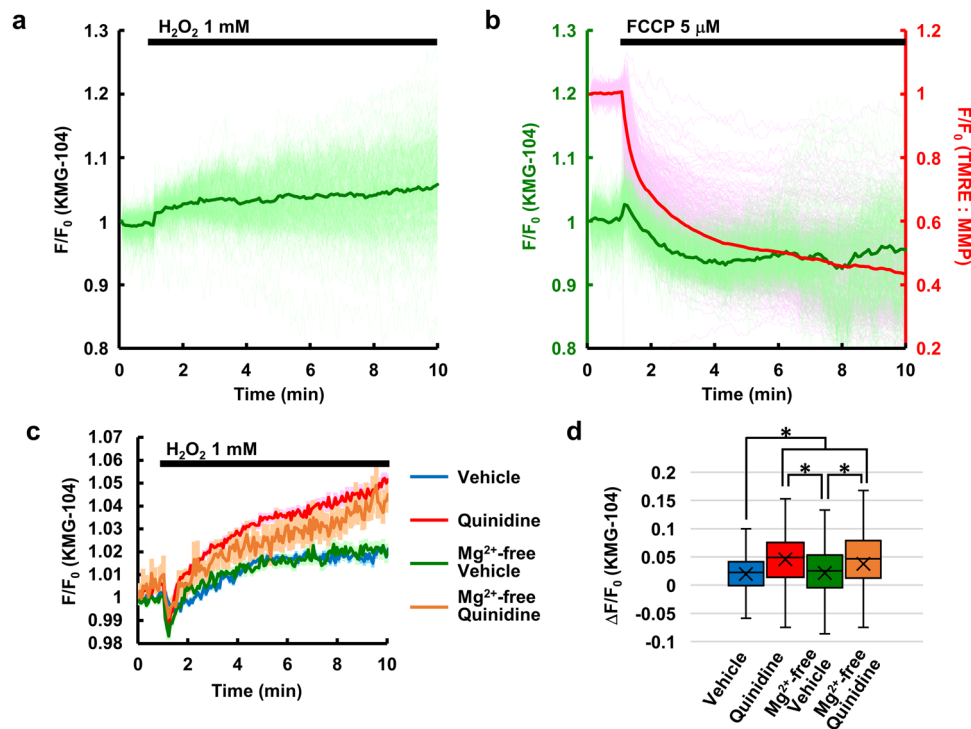 a
H₂O₂ 1 mM
F/F₀ (KMG-104)
1.3
1.2
1.1
1
0.9
0.8
0 2 4 6 8 10
Time (min)
b
FCCP 5 μM
F/F₀ (KMG-104)
1.3
1.2
1.1
1
0.9
0.8
F/F₀ (TMRE : MMP)
1.2
1
0.8
0.6
0.4
0.2
0 2 4 6 8 10
Time (min)
c
H₂O₂ 1 mM
F/F₀ (KMG-104)
1.07
1.06
1.05
1.04
1.03
1.02
1.01
1
0.99
0.98
0 2 4 6 8 10
Time (min)
Vehicle
Quinidine
Mg²⁺-free
Vehicle
Mg²⁺-free
Quinidine
d
*
* *
ΔF/F₀ (KMG-104)
0.2
0.15
0.1
0.05
0
-0.05
-0.1
Vehicle
Quinidine
Mg²⁺-free
Vehicle
Mg²⁺-free
Quinidine